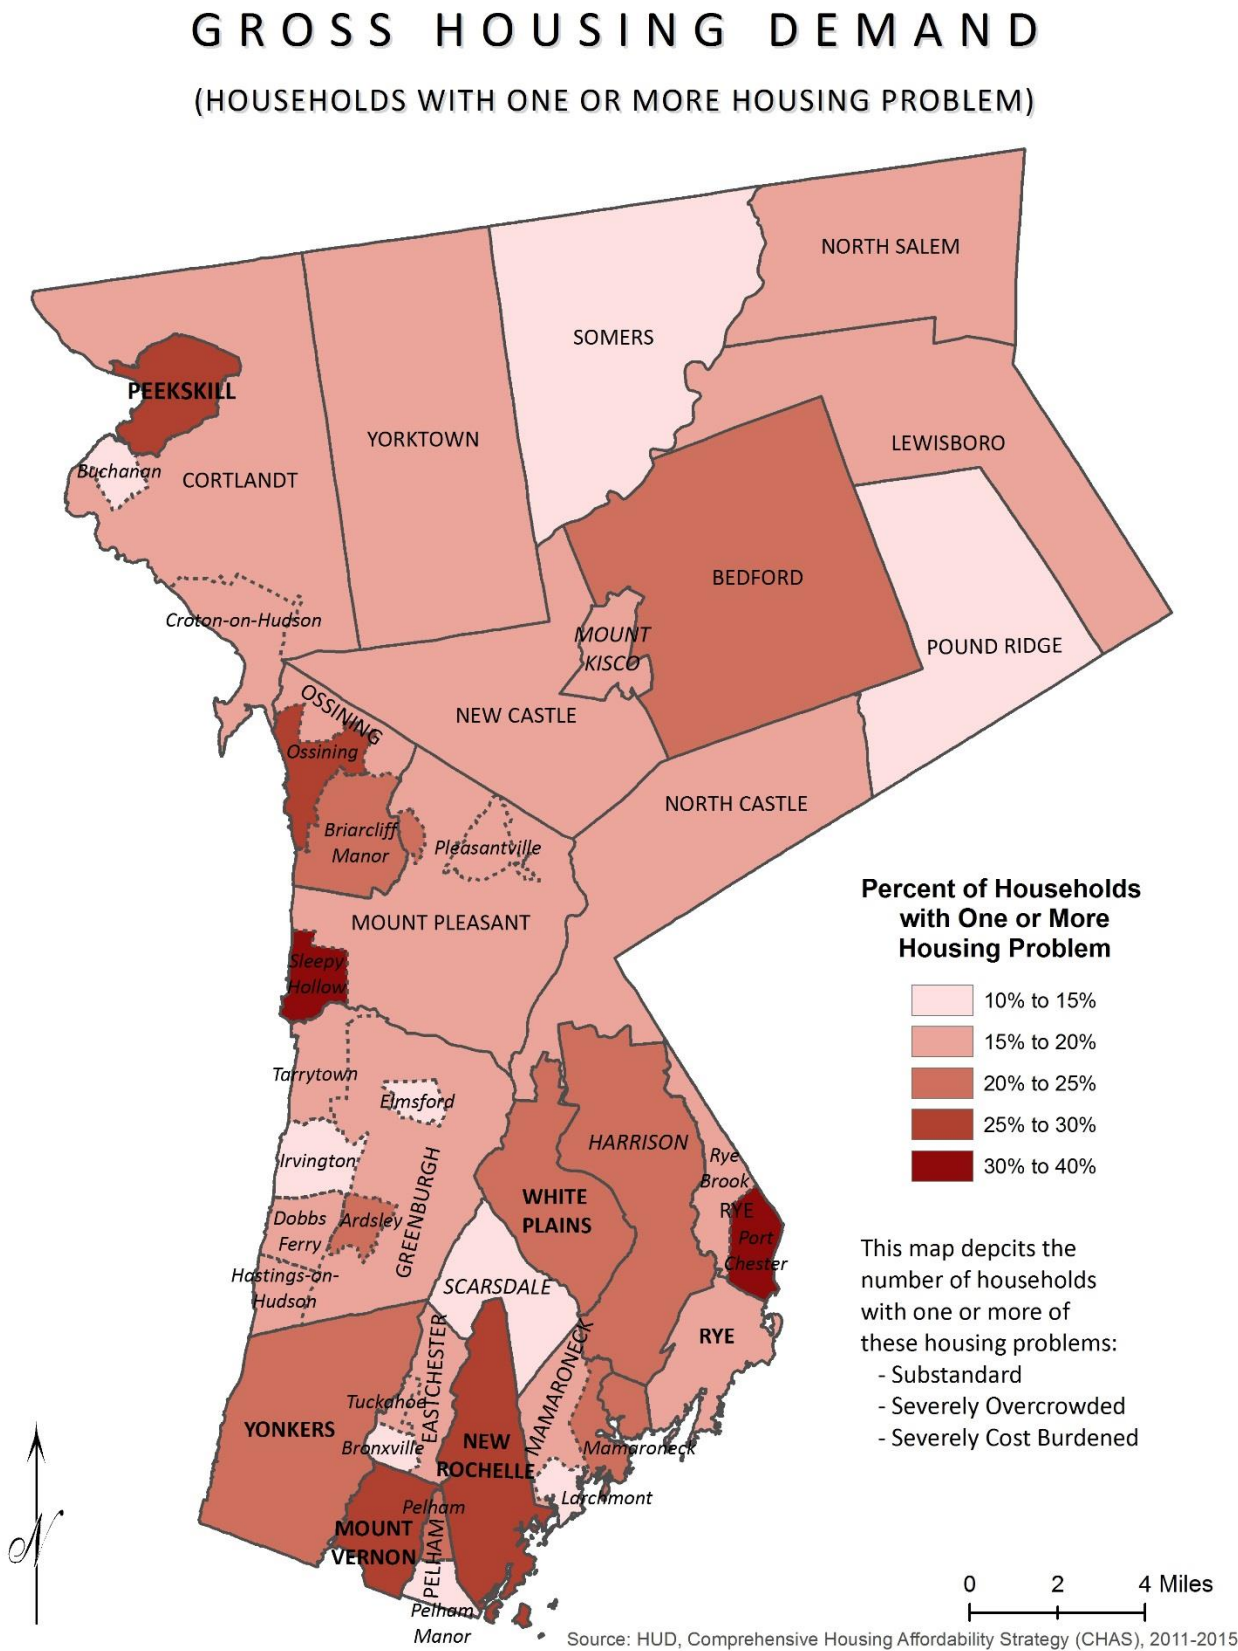 GROSS HOUSING DEMAND
(HOUSEHOLDS WITH ONE OR MORE HOUSING PROBLEM)
NORTH SALEM
SOMERS
PEEKSKILL
YORKTOWN
LEWISBORO
Buchanan
CORTLANDT
BEDFORD
Croton-on-Hudson
MOUNT
KISCO
POUND RIDGE
OSSINING
NEW CASTLE
Ossining
NORTH CASTLE
Briarcliff
Manor
Pleasantville
MOUNT PLEASANT
Sleepy
Hollow
Tarrytown
Elmsford
HARRISON
Irvington
Rye
Brook
GREENBURGH
WHITE
PLAINS
RYE
Dobbs
Ferry
Ardsley
Port
Chester
Hastings-on-
Hudson
SCARSDALE
RYE
EASTCHESTER
MAMARONECK
Tuckahoe
YONKERS
Bronxville
NEW
ROCHELLE
Mamaroneck
Larchmont
Pelham
MOUNT
VERNON
PELHAM
Pelham
Manor
Percent of Households
with One or More
Housing Problem
10% to 15%
15% to 20%
20% to 25%
25% to 30%
30% to 40%
This map depcits the
number of households
with one or more of
these housing problems:
- Substandard
- Severely Overcrowded
- Severely Cost Burdened
N
0 2 4 Miles
Source: HUD, Comprehensive Housing Affordability Strategy (CHAS), 2011-2015